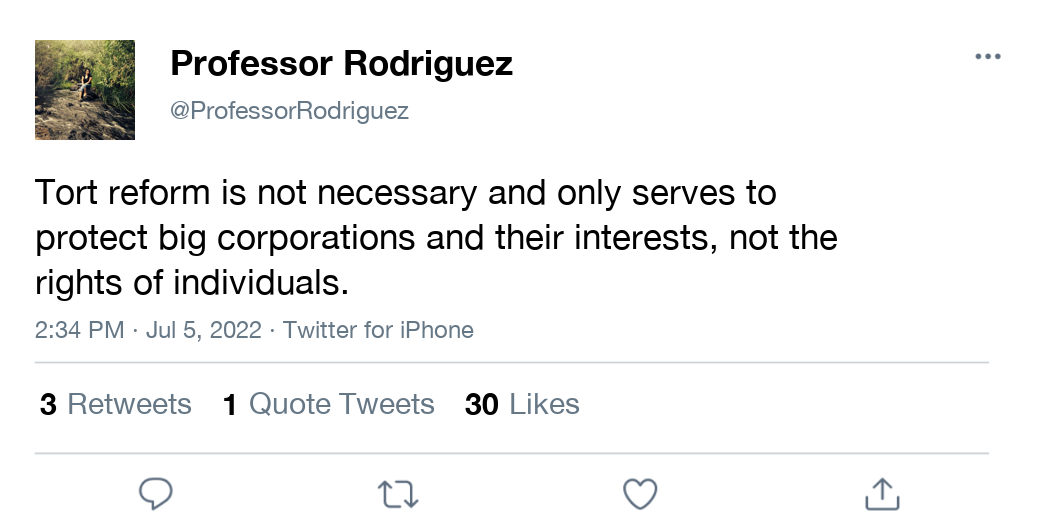 Professor Rodriguez
@ProfessorRodriguez
Tort reform is not necessary and only serves to
protect big corporations and their interests, not the
rights of individuals.
2:34 PM · Jul 5, 2022 · Twitter for iPhone
3 Retweets 1 Quote Tweets 30 Likes